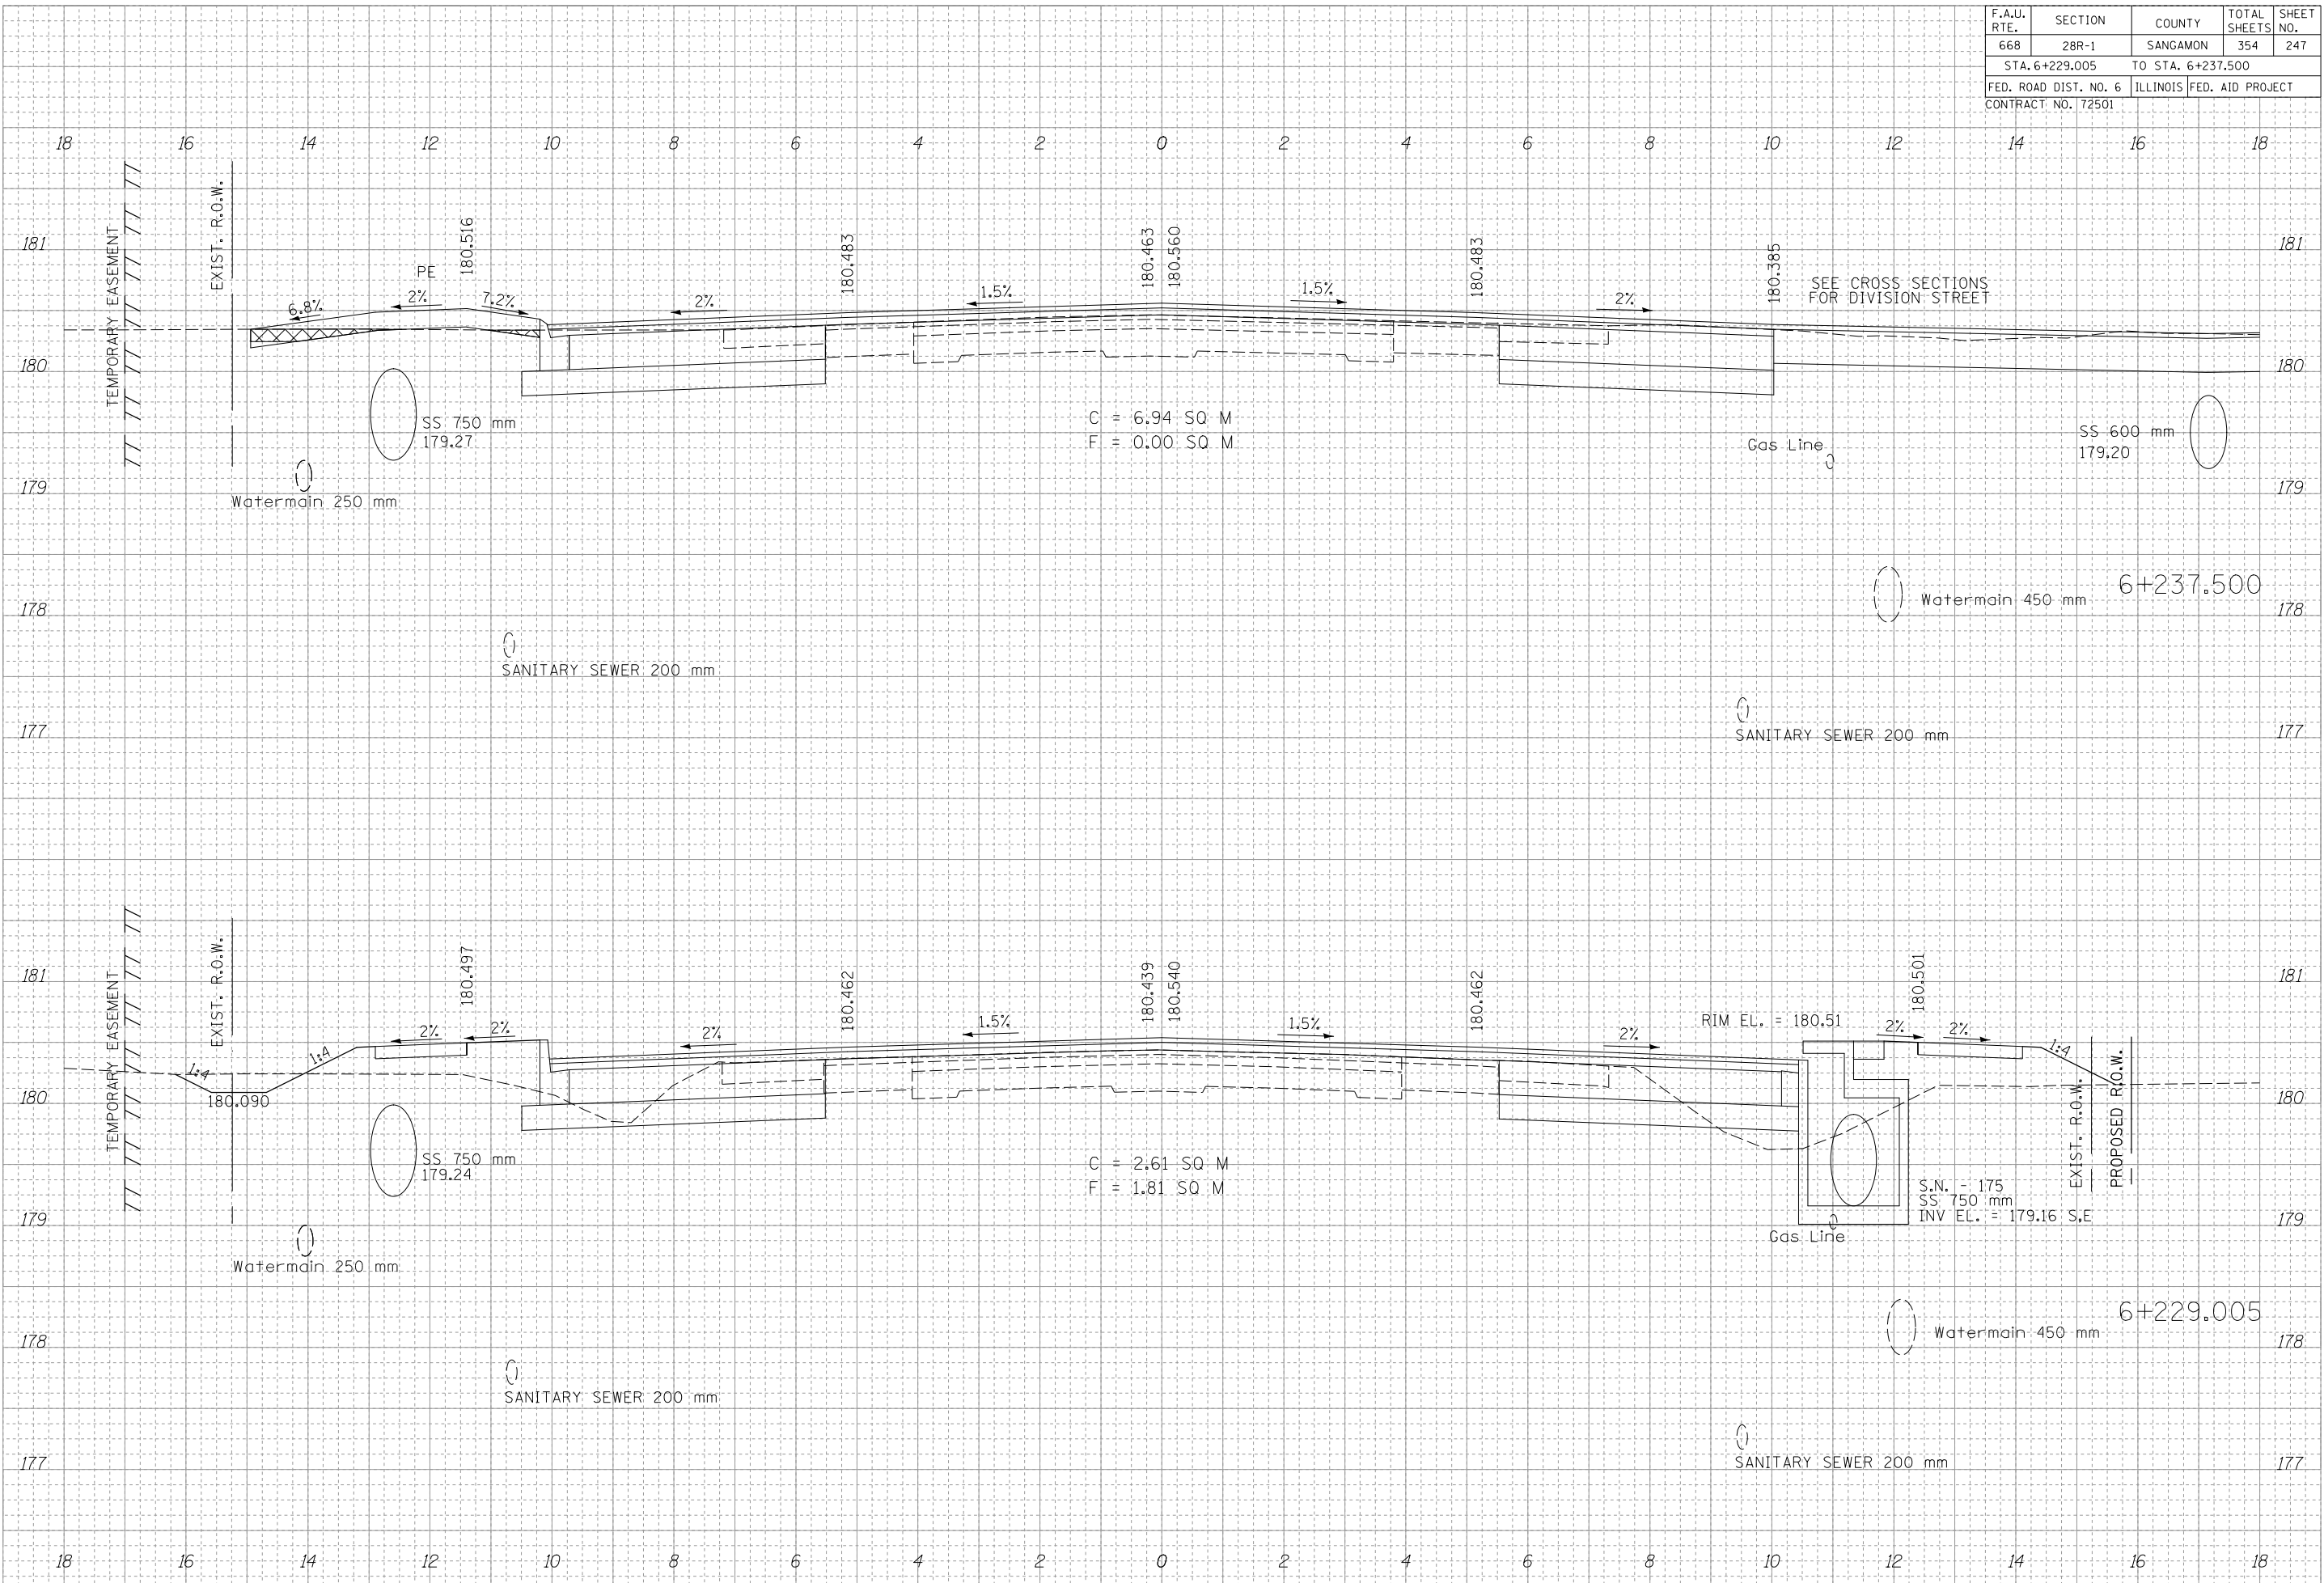 F.A.U. RTE. SECTION COUNTY TOTAL SHEETS SHEET NO.
668 28R-1 SANGAMON 354 247
STA. 6+229.005 TO STA. 6+237.500
FED. ROAD DIST. NO. 6 ILLINOIS FED. AID PROJECT
CONTRACT NO. 72501
18 16 14 12 10 8 6 4 2 0 2 4 6 8 10 12 14 16 18
TEMPORARY EASEMENT
EXIST. R.O.W.
180.516
180.483
180.463
180.560
180.483
180.385
181 181
PE
SEE CROSS SECTIONS
FOR DIVISION STREET
6.8% 2% 7.2% 2% 1.5% 1.5% 2%
180 180
SS 750 mm
179.27
C = 6.94 SQ M
F = 0.00 SQ M
Gas Line
SS 600 mm
179.20
179 179
Watermain 250 mm
6+237.500
Watermain 450 mm
178 178
SANITARY SEWER 200 mm
177 177
SANITARY SEWER 200 mm
TEMPORARY EASEMENT
EXIST. R.O.W.
180.497
180.462
180.439
180.540
180.462
180.501
181 181
RIM EL. = 180.51
2% 2% 2% 1.5% 1.5% 2% 2% 2%
1:4 1:4 1:4
180.090
180 180
EXIST. R.O.W.
PROPOSED R.O.W.
SS 750 mm
179.24
C = 2.61 SQ M
F = 1.81 SQ M
S.N. - 175
SS 750 mm
INV EL. = 179.16 S,E
179 179
Gas Line
Watermain 250 mm
6+229.005
Watermain 450 mm
178 178
SANITARY SEWER 200 mm
177 177
SANITARY SEWER 200 mm
18 16 14 12 10 8 6 4 2 0 2 4 6 8 10 12 14 16 18